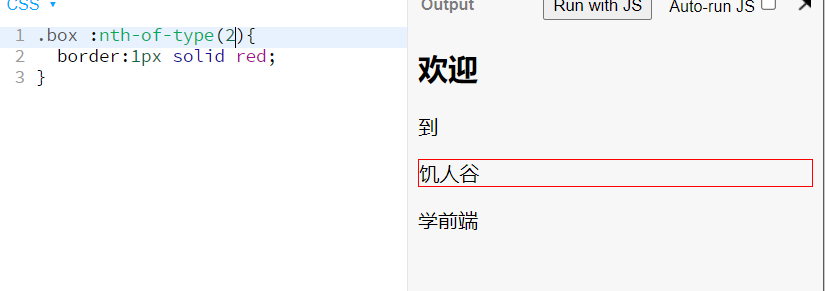 CSS ▾
Output
Run with JS
Auto-run JS
1 .box :nth-of-type(2){
2 border:1px solid red;
3 }
欢迎
到
饥人谷
学前端